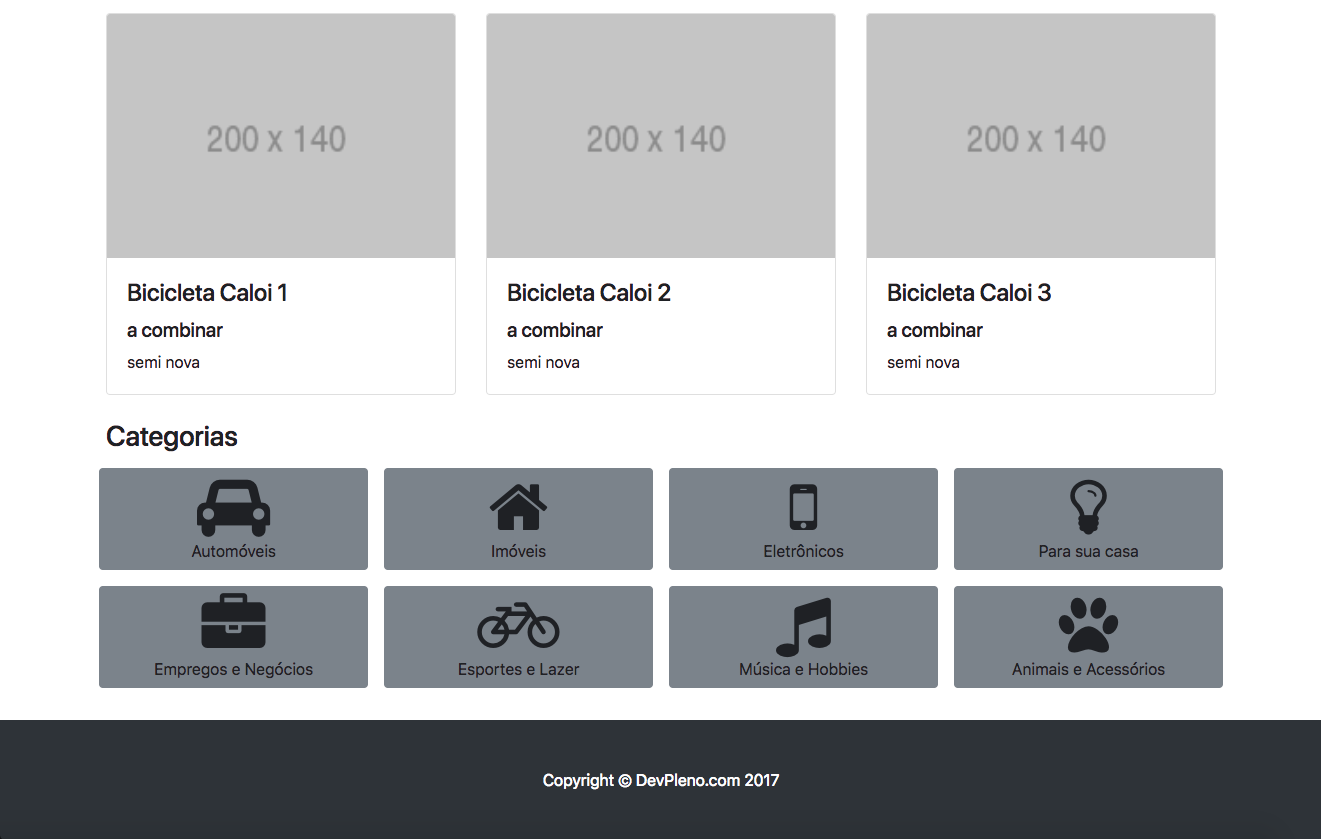 200 x 140
200 x 140
200 x 140
Bicicleta Caloi 1
a combinar
semi nova
Bicicleta Caloi 2
a combinar
semi nova
Bicicleta Caloi 3
a combinar
semi nova
Categorias
Automóveis
Imóveis
Eletrônicos
Para sua casa
Empregos e Negócios
Esportes e Lazer
Música e Hobbies
Animais e Acessórios
Copyright © DevPleno.com 2017